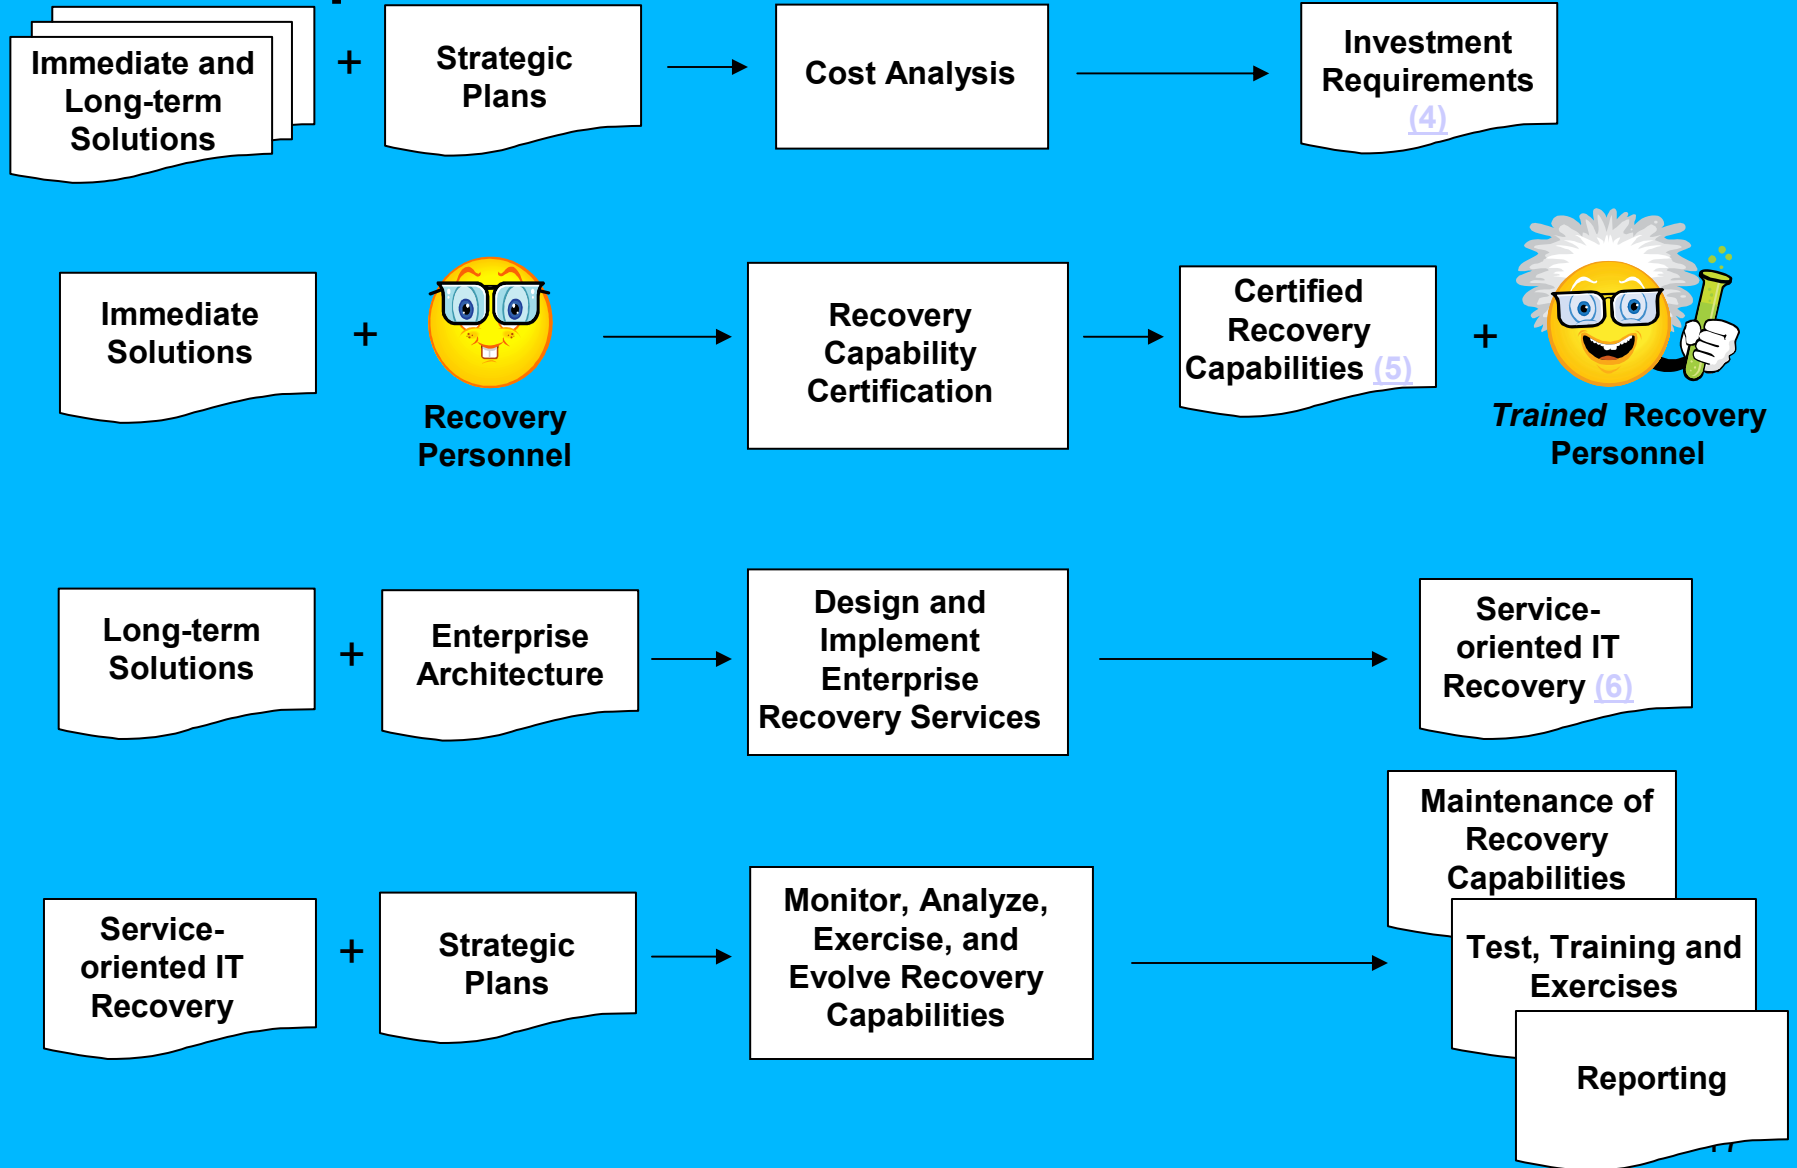 Immediate and
Long-term
Solutions
+
Strategic
Plans
Cost Analysis
Investment
Requirements
(4)
Immediate
Solutions
+
Recovery
Personnel
Recovery
Capability
Certification
Certified
Recovery
Capabilities (5)
+
Trained Recovery
Personnel
Long-term
Solutions
+
Enterprise
Architecture
Design and
Implement
Enterprise
Recovery Services
Service-
oriented IT
Recovery (6)
Service-
oriented IT
Recovery
+
Strategic
Plans
Monitor, Analyze,
Exercise, and
Evolve Recovery
Capabilities
Maintenance of
Recovery
Capabilities
Test, Training and
Exercises
Reporting